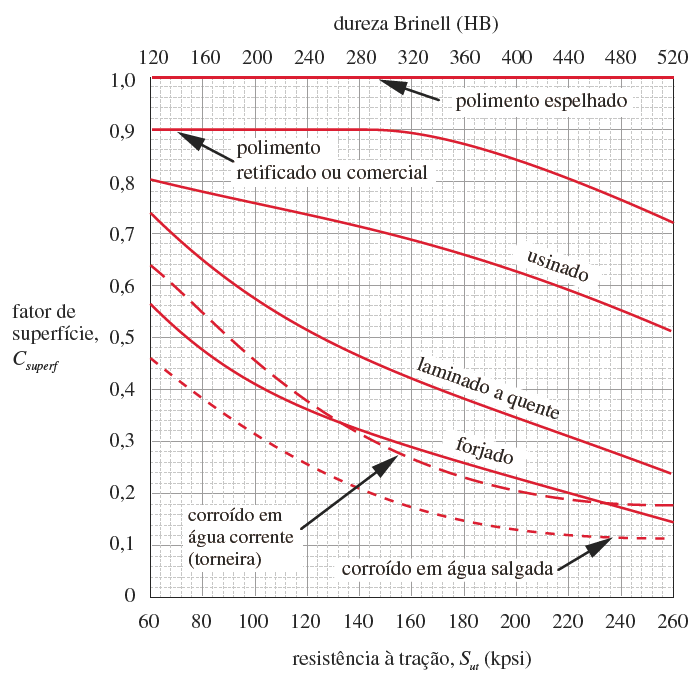 dureza Brinell (HB)
120 160 200 240 280 320 360 400 440 480 520
1,0
polimento espelhado
0,9
polimento
retificado ou comercial
0,8
0,7
usinado
0,6
fator de
superfície,
C superf
0,5
laminado a quente
0,4
forjado
0,3
0,2
corroído em
água corrente
(torneira)
0,1
corroído em água salgada
0
60 80 100 120 140 160 180 200 220 240 260
resistência à tração, S ut (kpsi)